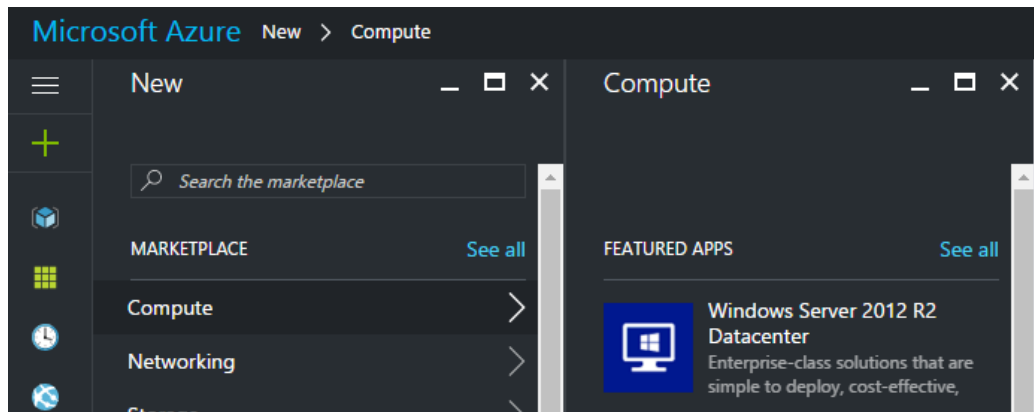 Microsoft Azure New > Compute
New
Compute
Search the marketplace
MARKETPLACE See all
FEATURED APPS See all
Compute
Networking
Windows Server 2012 R2
Datacenter
Enterprise-class solutions that are
simple to deploy, cost-effective,